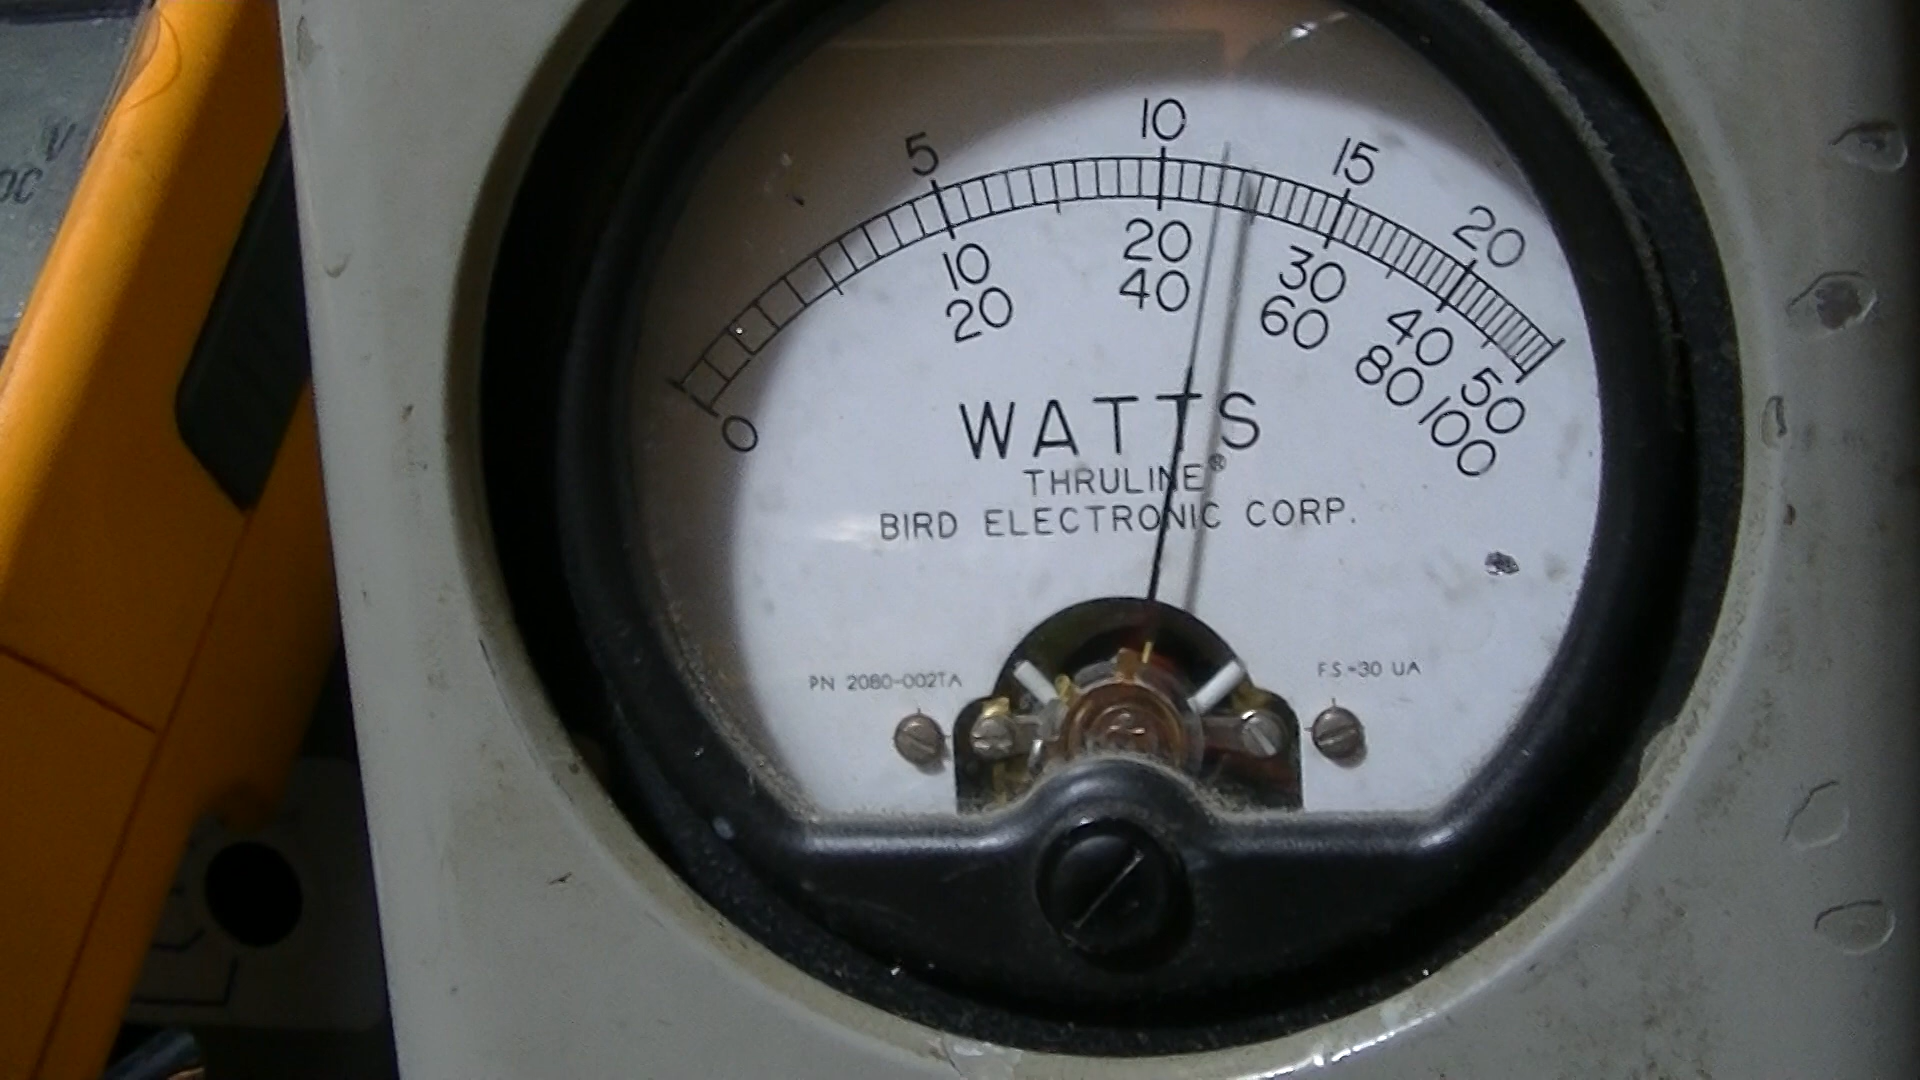 V
DC
5 10 15 20
0 10 20 30 40 50
20 40 60 80 100
WATTS
THRULINE®
BIRD ELECTRONIC CORP.
PN 2080-002TA
FS=30 UA